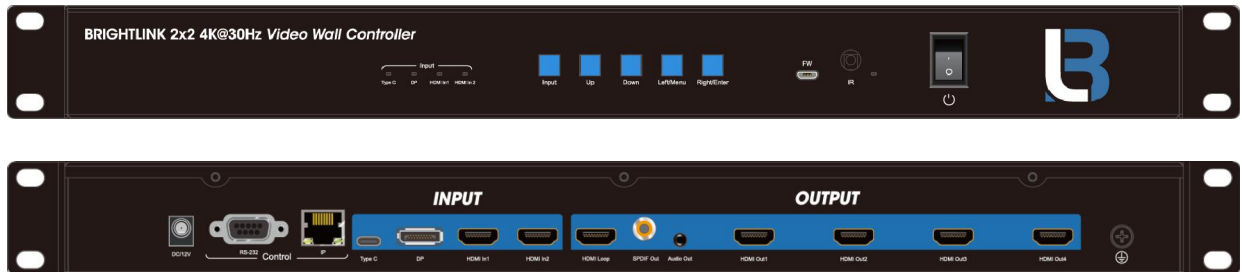 BRIGHTLINK 2x2 4K@30Hz Video Wall Controller
Input
Type C DP HDMI In1 HDMI In2
Input Up Down Left/Menu Right/Enter
FW
IR
LB
INPUT OUTPUT
DC/12V RS-232 Control IP
Type C DP HDMI In1 HDMI In2 HDMI Loop SPDIF Out Audio Out HDMI Out1 HDMI Out2 HDMI Out3 HDMI Out4